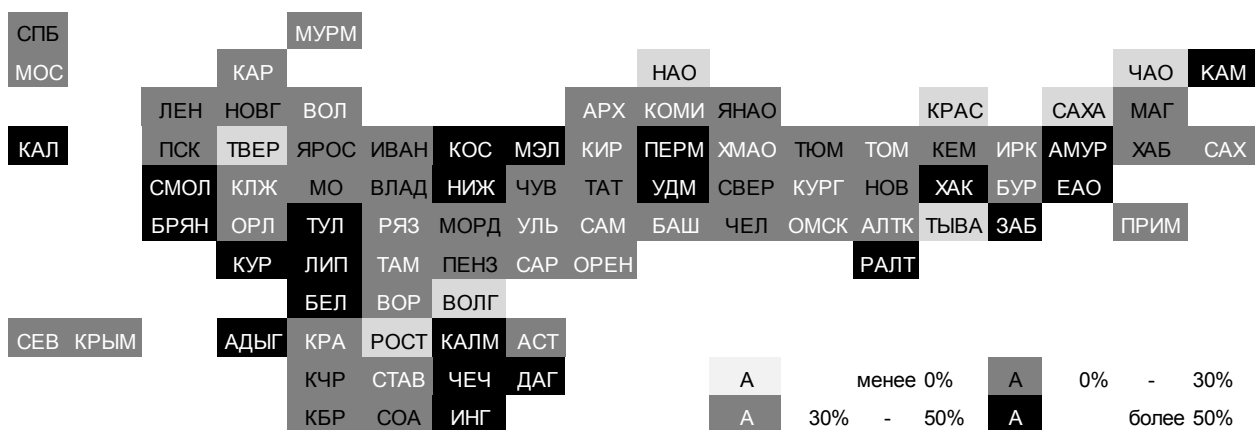 СПБ МУРМ
МОС КАР НАО ЧАО КАМ
ЛЕН НОВГ ВОЛ АРХ КОМИ ЯНАО КРАС САХА МАГ
КАЛ ПСК ТВЕР ЯРОС ИВАН КОС МЭЛ КИР ПЕРМ ХМАО ТЮМ ТОМ КЕМ ИРК АМУР ХАБ САХ
СМОЛ КЛЖ МО ВЛАД НИЖ ЧУВ ТАТ УДМ СВЕР КУРГ НОВ ХАК БУР ЕАО
БРЯН ОРЛ ТУЛ РЯЗ МОРД УЛЬ САМ БАШ ЧЕЛ ОМСК АЛТК ТЫВА ЗАБ ПРИМ
КУР ЛИП ТАМ ПЕНЗ САР ОРЕН РАЛТ
БЕЛ ВОР ВОЛГ
СЕВ КРЫМ АДЫГ КРА РОСТ КАЛМ АСТ
КЧР СТАВ ЧЕЧ ДАГ А менее 0% А 0% - 30%
КБР СОА ИНГ А 30% - 50% А более 50%